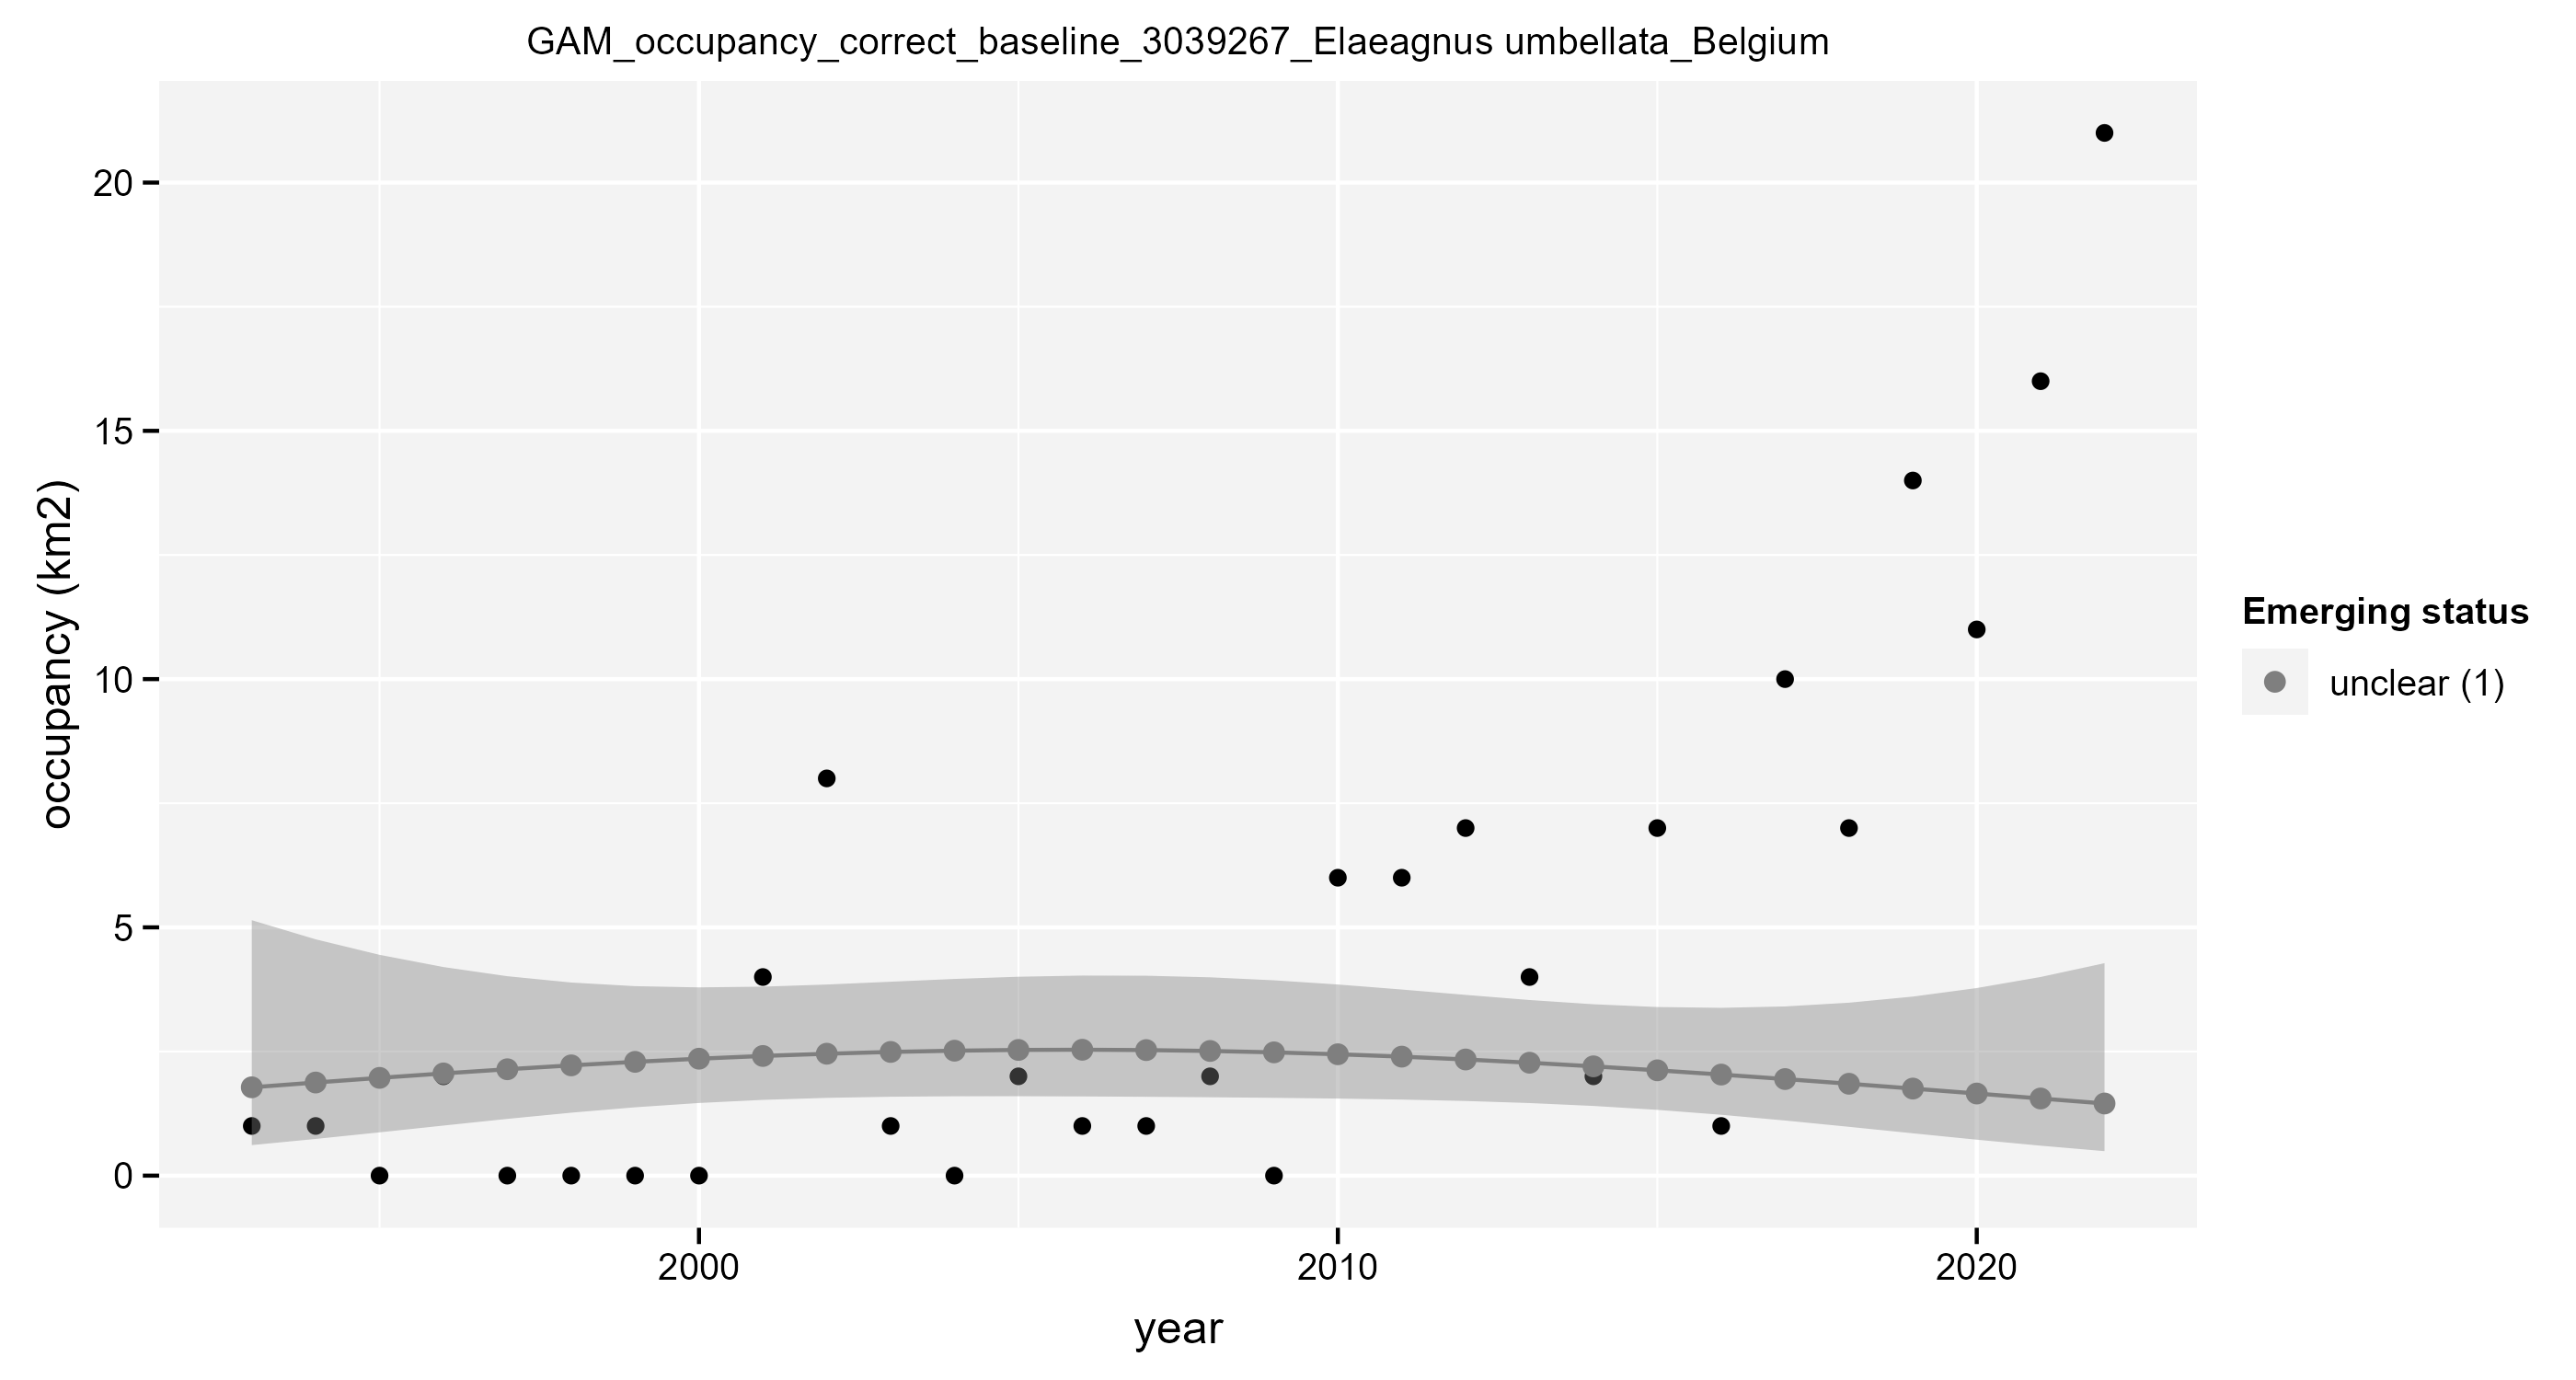 GAM_occupancy_correct_baseline_3039267_Elaeagnus umbellata_Belgium
occupancy (km2)
20
15
10
5
0
2000 2010 2020
year
Emerging status
unclear (1)